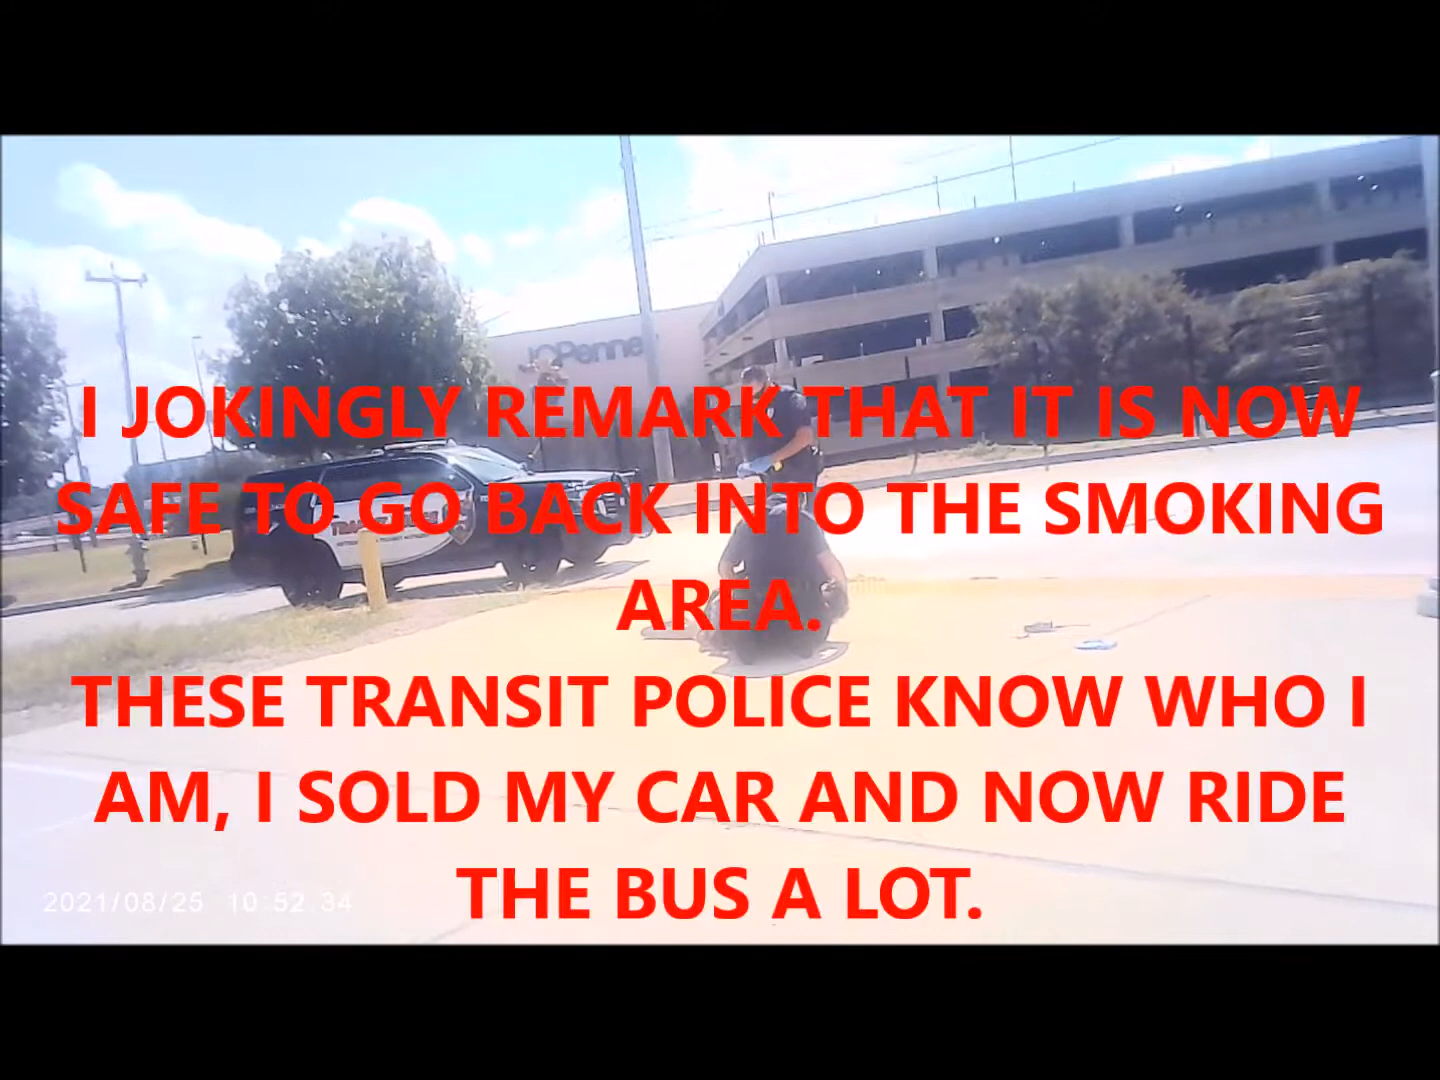 JCPenne
I JOKINGLY REMARK THAT IT IS NOW
SAFE TO GO BACK INTO THE SMOKING
AREA.
THESE TRANSIT POLICE KNOW WHO I
AM, I SOLD MY CAR AND NOW RIDE
THE BUS A LOT.
2021/08/25 10:52:34